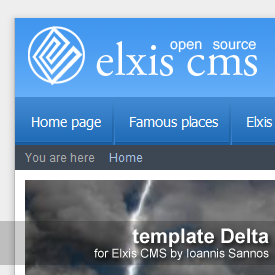 open source
elxis cms
Home page Famous places Elxis
You are here Home
template Delta
for Elxis CMS by Ioannis Sannos